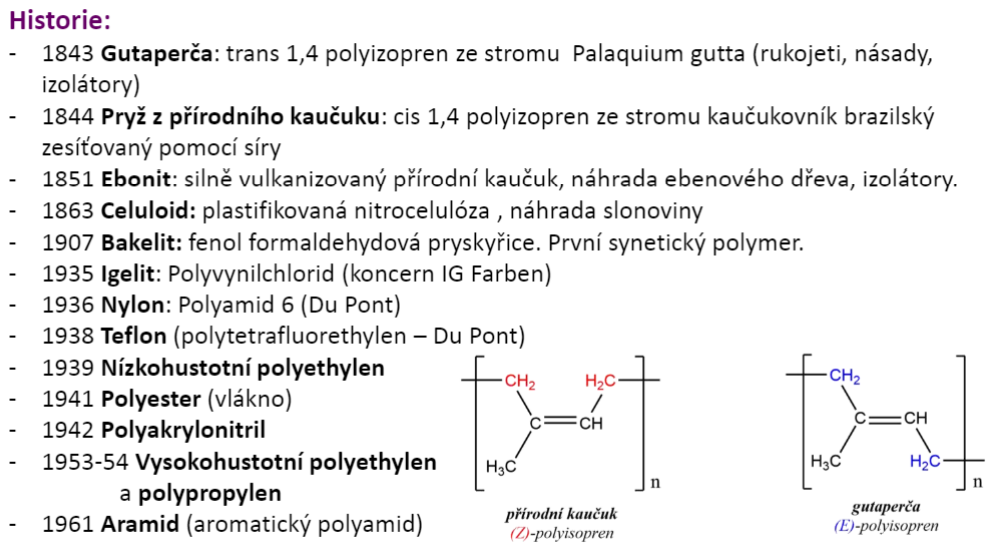 Historie:
- 1843 Gutaperča: trans 1,4 polyizopren ze stromu Palaquium gutta (rukojeti, násady,
izolátory)
- 1844 Pryž z přírodního kaučuku: cis 1,4 polyizopren ze stromu kaučukovník brazilský
zesíťovaný pomocí síry
- 1851 Ebonit: silně vulkanizovaný přírodní kaučuk, náhrada ebenového dřeva, izolátory.
- 1863 Celuloid: plastifikovaná nitrocelulóza , náhrada slonoviny
- 1907 Bakelit: fenol formaldehydová pryskyřice. První synetický polymer.
- 1935 Igelit: Polyvynilchlorid (koncern IG Farben)
- 1936 Nylon: Polyamid 6 (Du Pont)
- 1938 Teflon (polytetrafluorethylen – Du Pont)
- 1939 Nízkohustotní polyethylen
- 1941 Polyester (vlákno)
- 1942 Polyakrylonitril
- 1953-54 Vysokohustotní polyethylen
a polypropylen
- 1961 Aramid (aromatický polyamid)
CH2 H2C
C CH
H3C
n
přírodní kaučuk
(Z)-polyisopren
CH2
C CH
H3C H2C
n
gutaperča
(E)-polyisopren